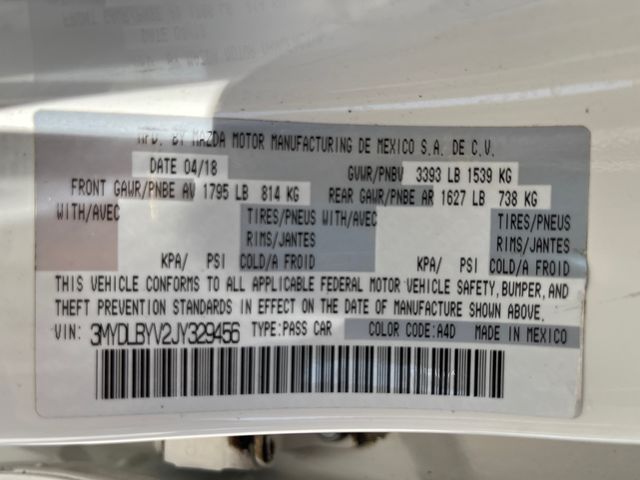 MFD. BY MAZDA MOTOR MANUFACTURING DE MEXICO S.A. DE C.V.
DATE 04/18 GVWR/PNBV 3393 LB 1539 KG
FRONT GAWR/PNBE AV 1795 LB 814 KG REAR GAWR/PNBE AR 1627 LB 738 KG
WITH/AVEC TIRES/PNEUS WITH/AVEC TIRES/PNEUS
RIMS/JANTES RIMS/JANTES
KPA/ PSI COLD/A FROID KPA/ PSI COLD/A FROID
THIS VEHICLE CONFORMS TO ALL APPLICABLE FEDERAL MOTOR VEHICLE SAFETY, BUMPER, AND
THEFT PREVENTION STANDARDS IN EFFECT ON THE DATE OF MANUFACTURE SHOWN ABOVE.
VIN: 3MYDLBYV2JY329456 TYPE: PASS CAR COLOR CODE: A4D MADE IN MEXICO